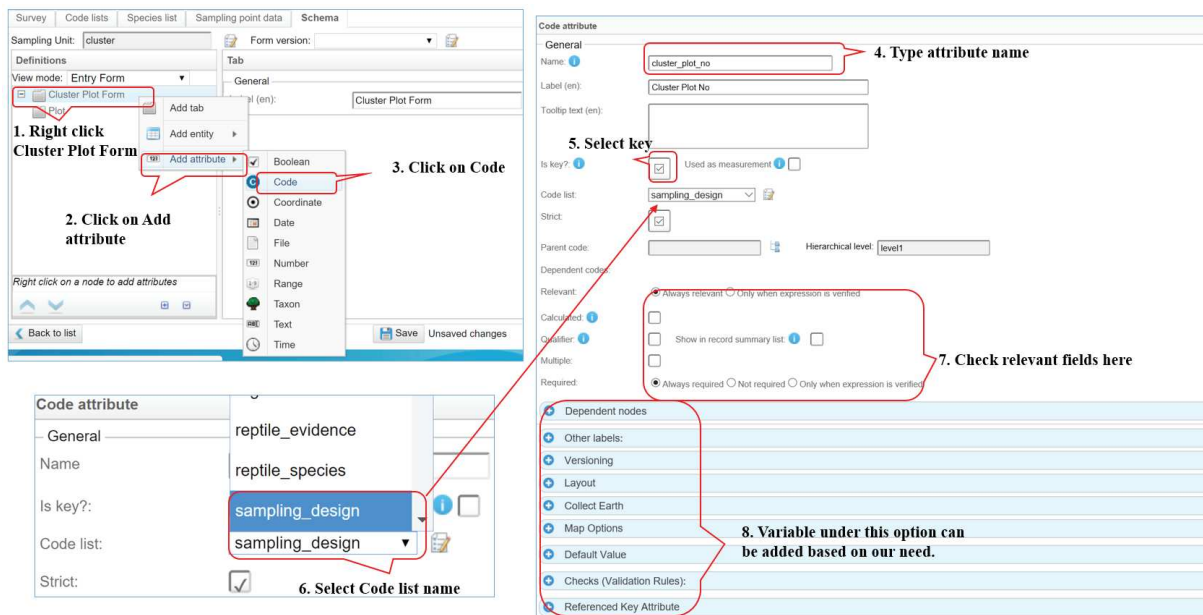 Survey
Code lists
Species list
Sampling point data
Schema
Sampling Unit: cluster
Form version:
Definitions
Tab
View mode: Entry Form
General
Cluster Plot Form
(en):
Cluster Plot Form
Plot
Add tab
Add entity
Add attribute
1. Right click
Cluster Plot Form
2. Click on Add
attribute
3. Click on Code
Boolean
Code
Coordinate
Date
File
Number
Range
Taxon
Text
Time
Right click on a node to add attributes
Back to list
Save
Unsaved changes
Code attribute
General
Name
reptile_evidence
reptile_species
Is key?:
sampling_design
Code list:
sampling_design
Strict:
6. Select Code list name
Code attribute
General
Name:
cluster_plot_no
4. Type attribute name
Label (en):
Cluster Plot No
Tooltip text (en):
5. Select key
Is key?:
Used as measurement
Code list:
sampling_design
Strict:
Parent code:
Hierarchical level: level1
Dependent codes:
Relevant:
Always relevant
Only when expression is verified
Calculated:
Qualifier:
Show in record summary list:
Multiple:
Required:
Always required
Not required
Only when expression is verified
7. Check relevant fields here
Dependent nodes
Other labels:
Versioning
Layout
Collect Earth
Map Options
Default Value
Checks (Validation Rules):
Referenced Key Attribute
8. Variable under this option can
be added based on our need.